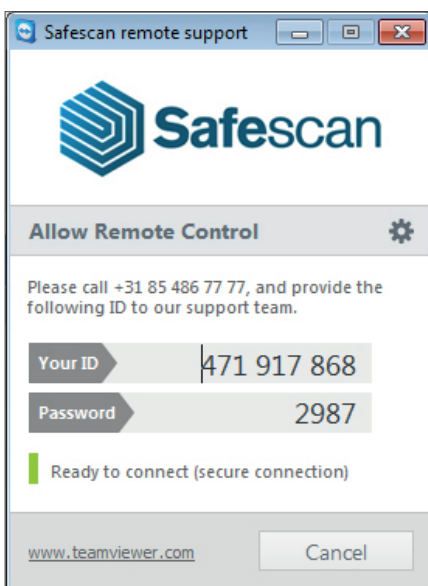 Safescan remote support
Safescan
Allow Remote Control
Please call +31 85 486 77 77, and provide the
following ID to our support team.
Your ID 471 917 868
Password 2987
Ready to connect (secure connection)
www.teamviewer.com Cancel